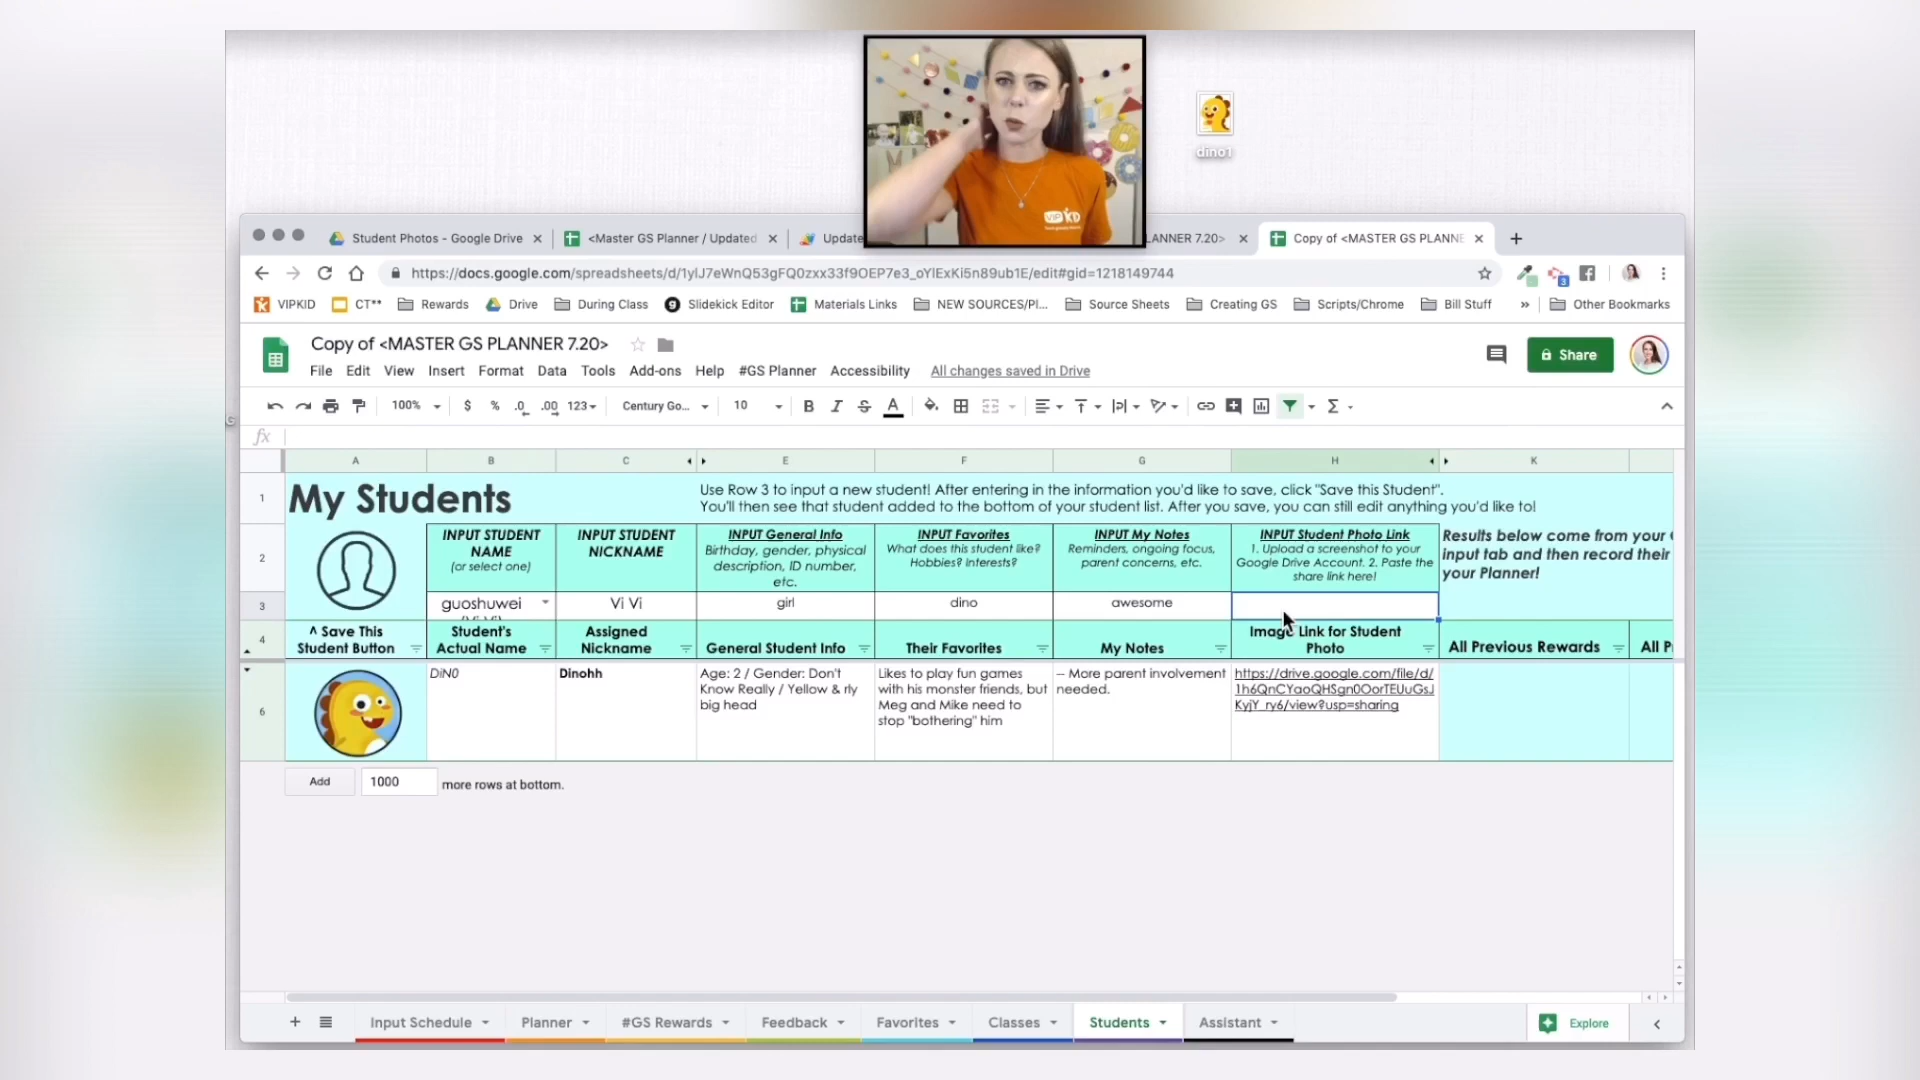 dino1
VIPKID
Student Photos - Google Drive
<Master GS Planner / Updated
Update
LANNER 7.20>
Copy of <MASTER GS PLANNE
https://docs.google.com/spreadsheets/d/1ylJ7eWnQ53gFQ0zxx33f9OEP7e3_oYlExKi5n89ub1E/edit#gid=1218149744
3
VIPKID
CT**
Rewards
Drive
During Class
Slidekick Editor
Materials Links
NEW SOURCES/PI...
Source Sheets
Creating GS
Scripts/Chrome
Bill Stuff
»
Other Bookmarks
Copy of <MASTER GS PLANNER 7.20>
Share
File Edit View Insert Format Data Tools Add-ons Help #GS Planner Accessibility All changes saved in Drive
100% $ % .0 .00 123 Century Go... 10 B I S A Σ
fx
A B C E F G H K
1
My Students
Use Row 3 to input a new student! After entering in the information you'd like to save, click "Save this Student".
You'll then see that student added to the bottom of your student list. After you save, you can still edit anything you'd like to!
2
INPUT STUDENT
NAME
(or select one)
INPUT STUDENT
NICKNAME
INPUT General Info
Birthday, gender, physical
description, ID number,
etc.
INPUT Favorites
What does this student like?
Hobbies? Interests?
INPUT My Notes
Reminders, ongoing focus,
parent concerns, etc.
INPUT Student Photo Link
1. Upload a screenshot to your
Google Drive Account. 2. Paste the
share link here!
Results below come from your
input tab and then record their
your Planner!
3
guoshuwei
Vi Vi
girl
dino
awesome
4
^ Save This
Student Button
Student's
Actual Name
Assigned
Nickname
General Student Info
Their Favorites
My Notes
Image Link for Student
Photo
All Previous Rewards
All P
6
DiN0
Dinohh
Age: 2 / Gender: Don't
Know Really / Yellow & rly
big head
Likes to play fun games
with his monster friends, but
Meg and Mike need to
stop "bothering" him
-- More parent involvement
needed.
https://drive.google.com/file/d/
1h6QnCYaoQHSgn0OorTEUuGsJ
KyjY_ry6/view?usp=sharing
Add 1000 more rows at bottom.
Input Schedule
Planner
#GS Rewards
Feedback
Favorites
Classes
Students
Assistant
Explore